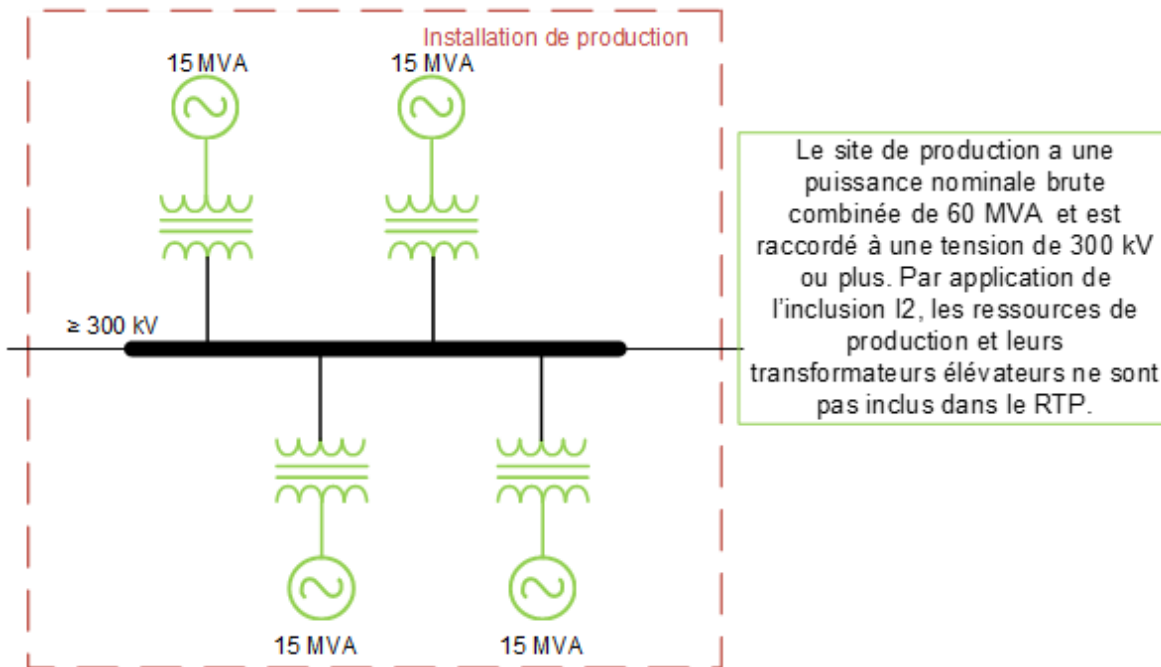 Installation de production
15 MVA
15 MVA
≥ 300 kV
15 MVA
15 MVA
Le site de production a une
puissance nominale brute
combinée de 60 MVA et est
raccordé à une tension de 300 kV
ou plus. Par application de
l'inclusion I2, les ressources de
production et leurs
transformateurs élévateurs ne sont
pas inclus dans le RTP.